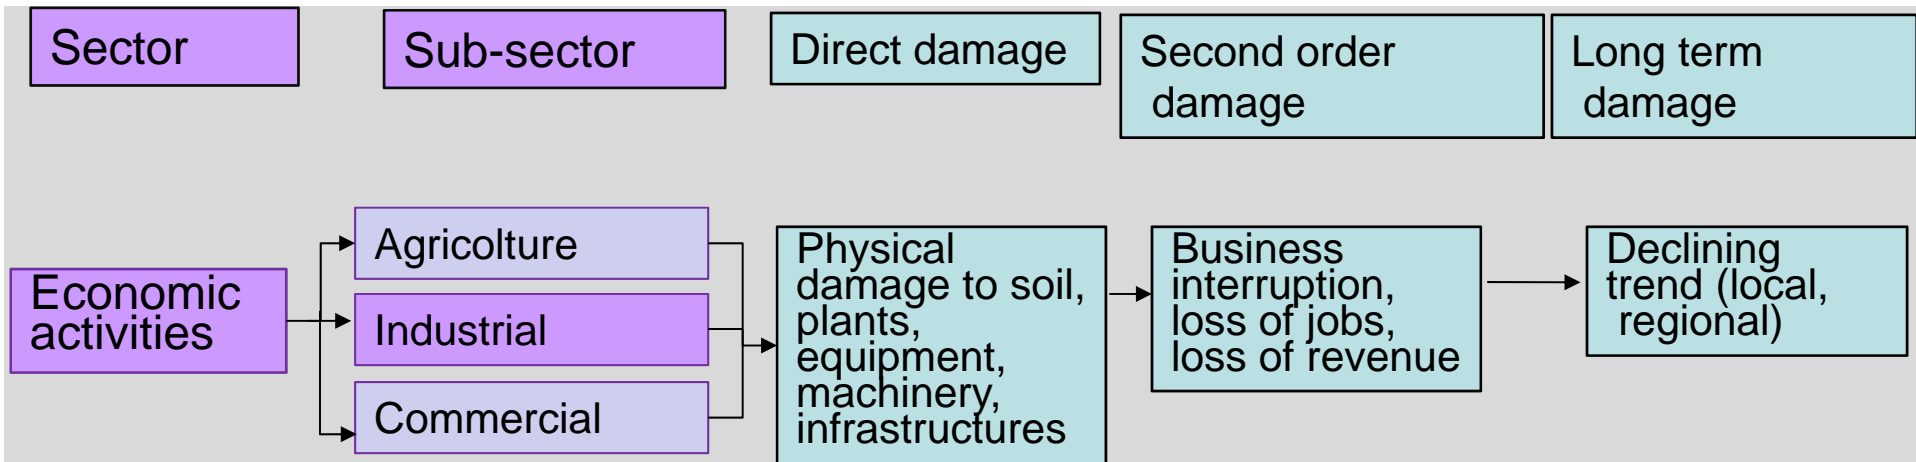 Sector
Sub-sector
Direct damage
Second order
damage
Long term
damage
Economic
activities
Agricolture
Industrial
Commercial
Physical
damage to soil,
plants,
equipment,
machinery,
infrastructures
Business
interruption,
loss of jobs,
loss of revenue
Declining
trend (local,
regional)